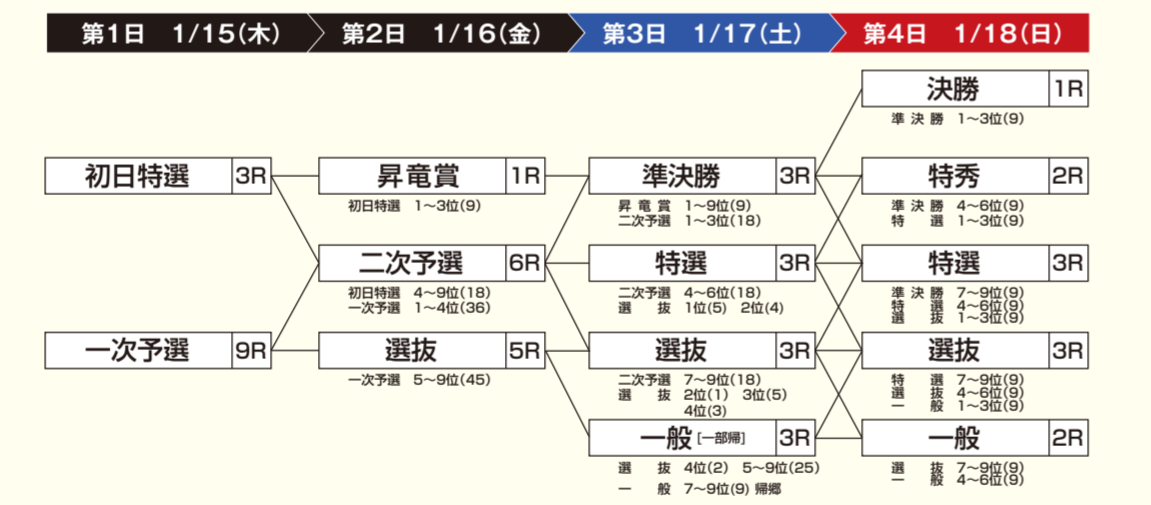 第1日 1/15(木) 第2日 1/16(金) 第3日 1/17(土) 第4日 1/18(日)
決勝 1R
準決勝 1〜3位(9)
初日特選 3R
昇竜賞 1R
初日特選 1〜3位(9)
準決勝 3R
昇竜賞 1〜9位(9)
二次予選 1〜3位(18)
特秀 2R
準決勝 4〜6位(9)
特選 1〜3位(9)
二次予選 6R
初日特選 4〜9位(18)
一次予選 1〜4位(36)
特選 3R
二次予選 4〜6位(18)
選抜 1位(5) 2位(4)
特選 3R
準決勝 7〜9位(9)
特選 4〜6位(9)
選抜 1〜3位(9)
一次予選 9R
選抜 5R
一次予選 5〜9位(45)
選抜 3R
二次予選 7〜9位(18)
選抜 2位(1) 3位(5)
4位(3)
選抜 3R
特選 7〜9位(9)
選抜 4〜6位(9)
一般 1〜3位(9)
一般 [一部帰] 3R
選抜 4位(2) 5〜9位(25)
一般 7〜9位(9) 帰郷
一般 2R
選抜 7〜9位(9)
一般 4〜6位(9)